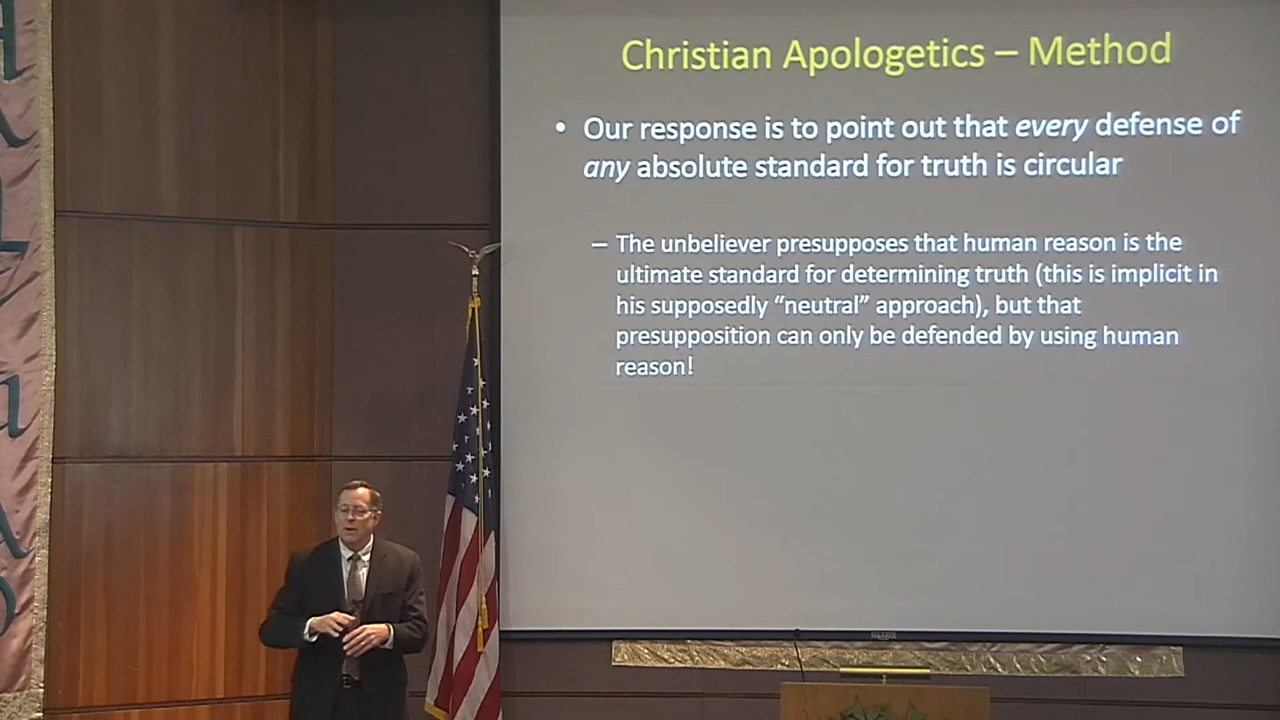 Christian Apologetics – Method
• Our response is to point out that every defense of
any absolute standard for truth is circular
– The unbeliever presupposes that human reason is the
ultimate standard for determining truth (this is implicit in
his supposedly “neutral” approach), but that
presupposition can only be defended by using human
reason!